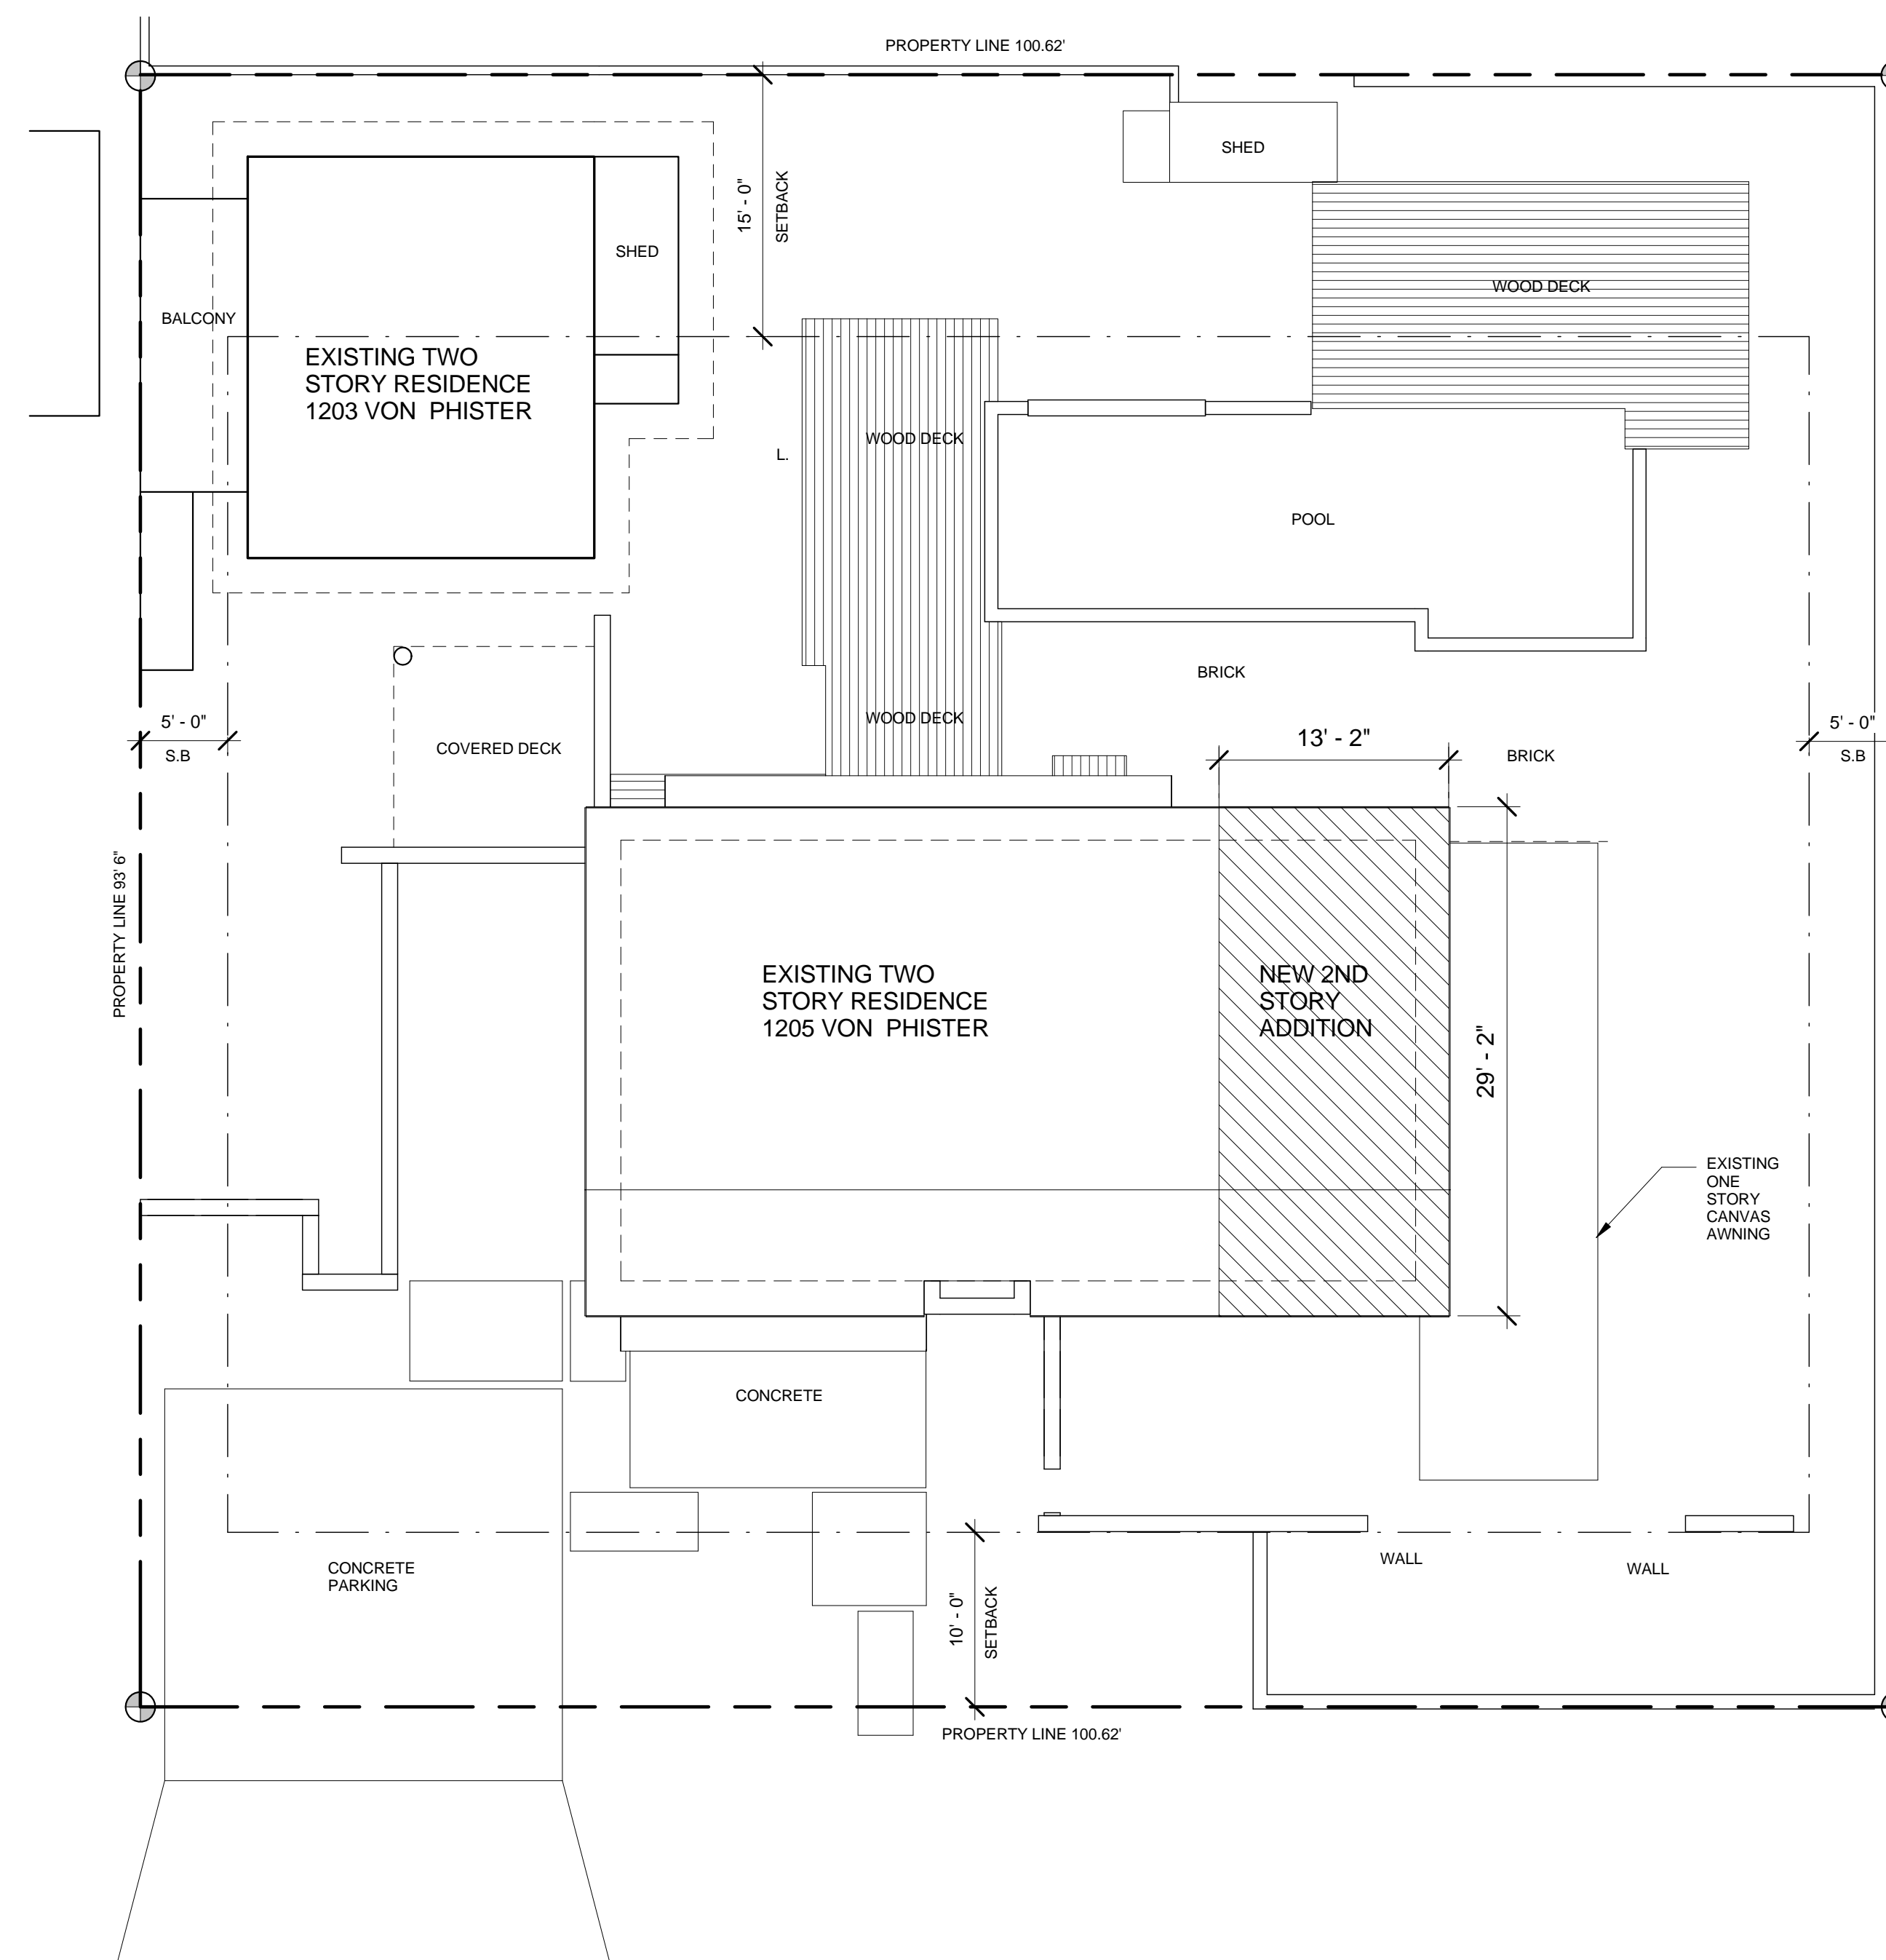 PROPERTY LINE 100.62'
SHED
15' - 0"
SETBACK
SHED
WOOD DECK
BALCONY
EXISTING TWO
STORY RESIDENCE
1203 VON PHISTER
WOOD DECK
L.
POOL
BRICK
WOOD DECK
5' - 0"
S.B
COVERED DECK
13' - 2"
BRICK
5' - 0"
S.B
PROPERTY LINE 93' 6"
EXISTING TWO
STORY RESIDENCE
1205 VON PHISTER
NEW 2ND
STORY
ADDITION
29' - 2"
EXISTING
ONE
STORY
CANVAS
AWNING
CONCRETE
CONCRETE
PARKING
WALL
WALL
10' - 0"
SETBACK
PROPERTY LINE 100.62'